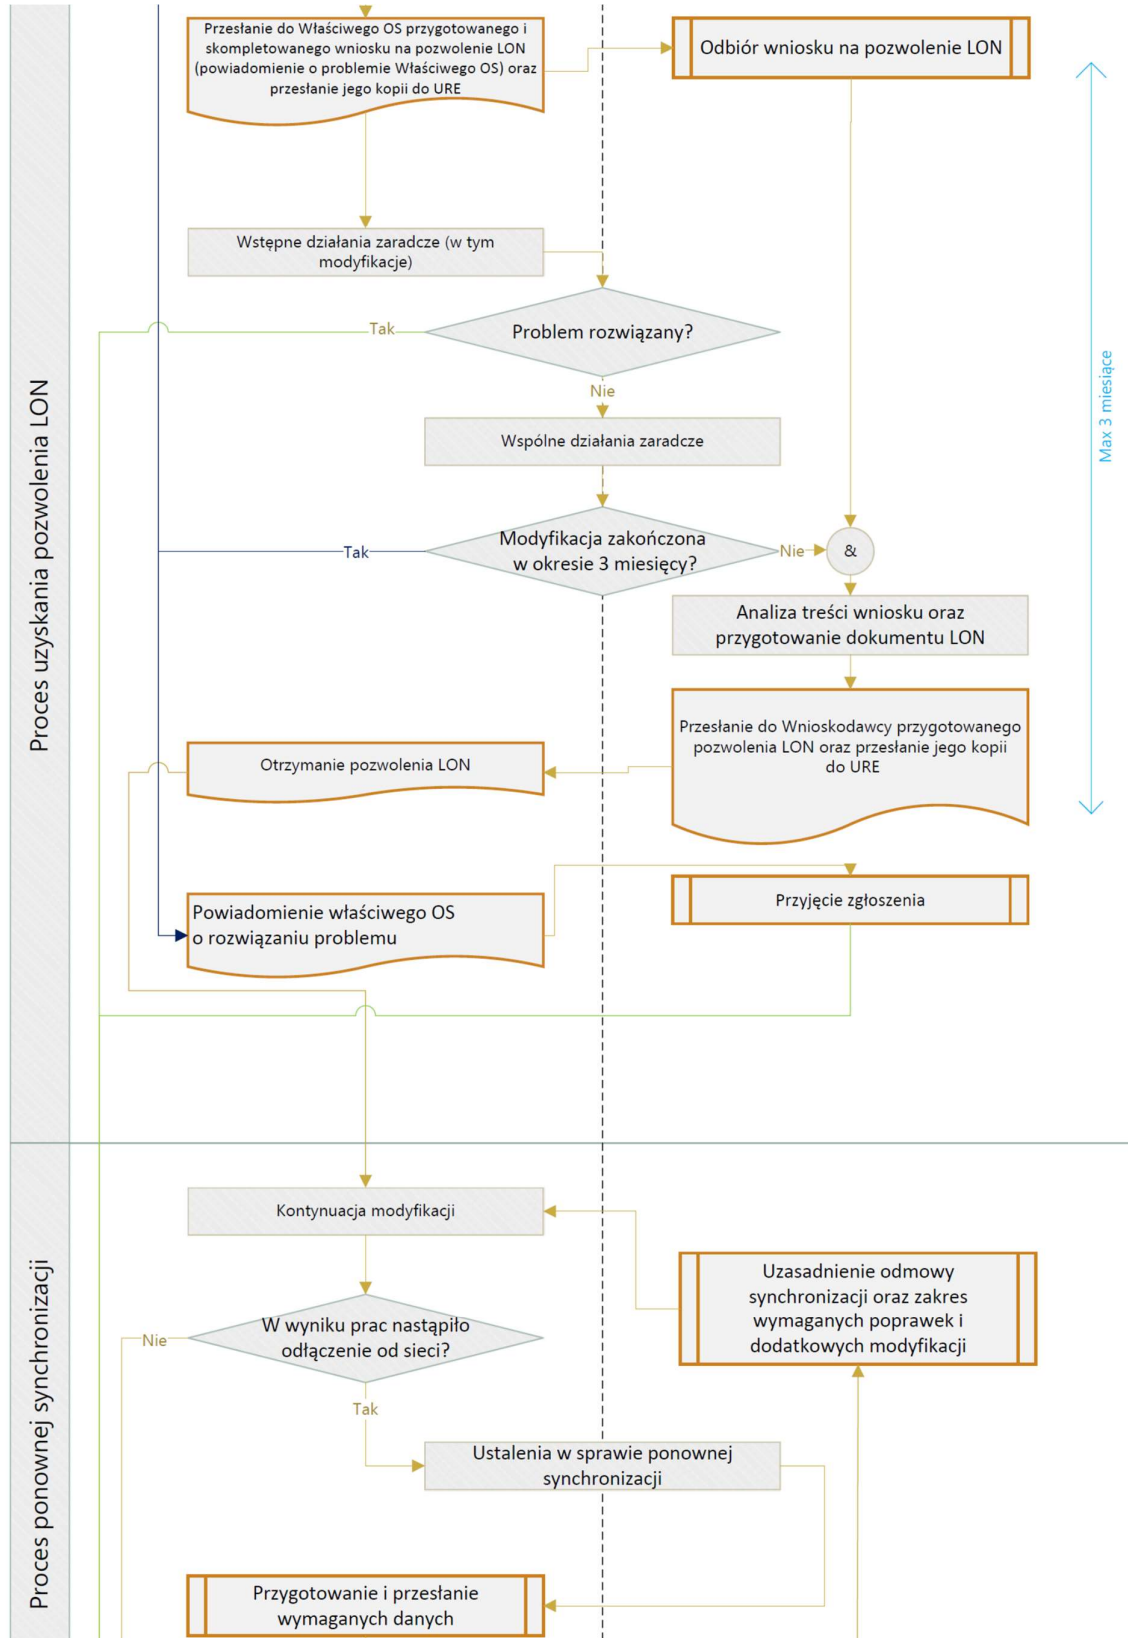 Przesłanie do Właściwego OS przygotowanego i
skompletowanego wniosku na pozwolenie LON
(powiadomienie o problemie Właściwego OS) oraz
przesłanie jego kopii do URE
Odbiór wniosku na pozwolenie LON
Wstępne działania zaradcze (w tym
modyfikacje)
Tak
Problem rozwiązany?
Nie
Max 3 miesiące
Proces uzyskania pozwolenia LON
Wspólne działania zaradcze
Tak
Modyfikacja zakończona
w okresie 3 miesięcy?
Nie
&
Analiza treści wniosku oraz
przygotowanie dokumentu LON
Przesłanie do Wnioskodawcy przygotowanego
pozwolenia LON oraz przesłanie jego kopii
do URE
Otrzymanie pozwolenia LON
Powiadomienie właściwego OS
o rozwiązaniu problemu
Przyjęcie zgłoszenia
Proces ponownej synchronizacji
Kontynuacja modyfikacji
Uzasadnienie odmowy
synchronizacji oraz zakres
wymaganych poprawek i
dodatkowych modyfikacji
W wyniku prac nastąpiło
odłączenie od sieci?
Nie
Tak
Ustalenia w sprawie ponownej
synchronizacji
Przygotowanie i przesłanie
wymaganych danych